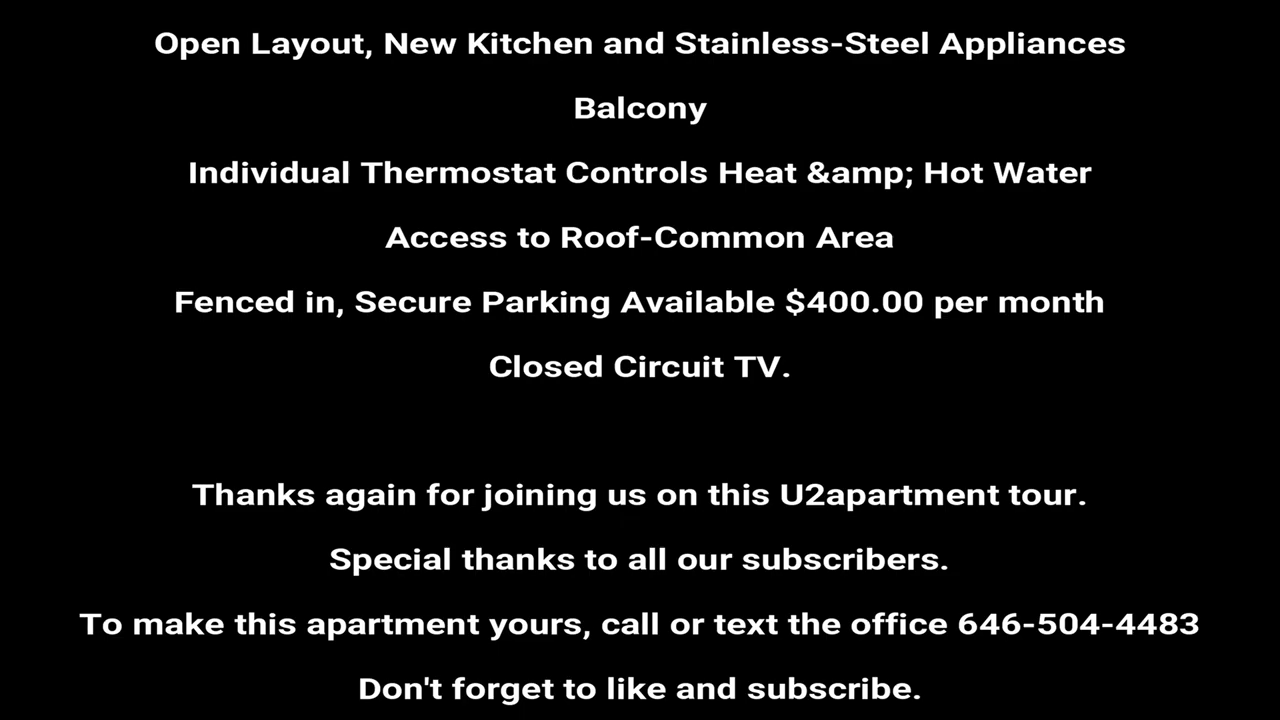 Open Layout, New Kitchen and Stainless-Steel Appliances
Balcony
Individual Thermostat Controls Heat &amp; Hot Water
Access to Roof-Common Area
Fenced in, Secure Parking Available $400.00 per month
Closed Circuit TV.
Thanks again for joining us on this U2apartment tour.
Special thanks to all our subscribers.
To make this apartment yours, call or text the office 646-504-4483
Don't forget to like and subscribe.